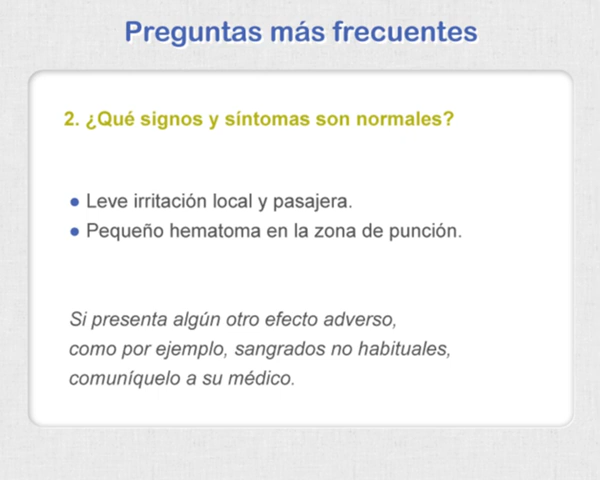 Preguntas más frecuentes
2. ¿Qué signos y síntomas son normales?
● Leve irritación local y pasajera.
● Pequeño hematoma en la zona de punción.
Si presenta algún otro efecto adverso,
como por ejemplo, sangrados no habituales,
comuníquelo a su médico.